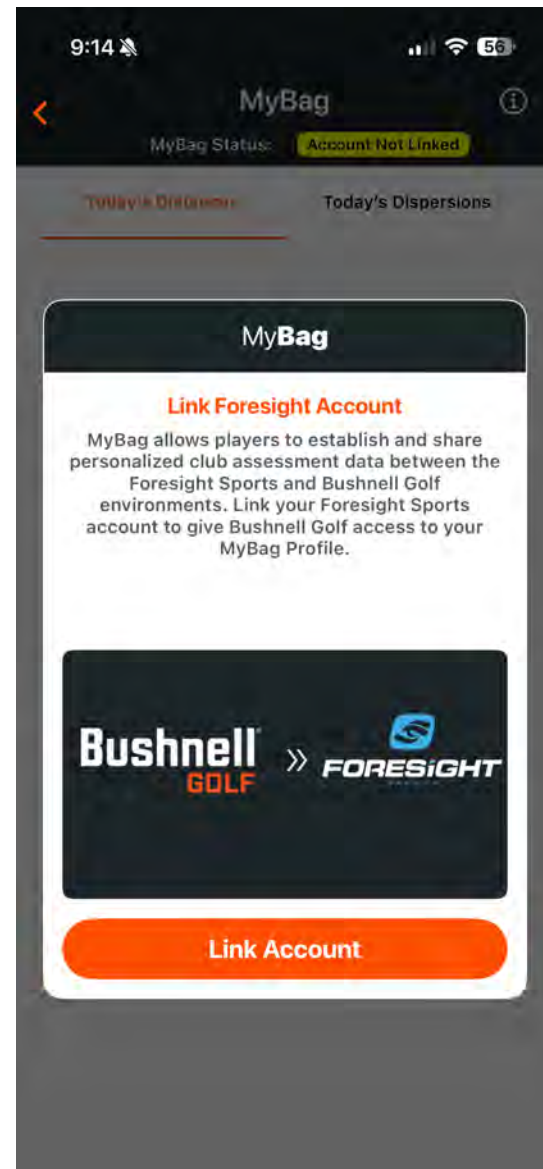 9:14
56
MyBag
MyBag Status: Account Not Linked
Today's Distances Today's Dispersions
MyBag
Link Foresight Account
MyBag allows players to establish and share
personalized club assessment data between the
Foresight Sports and Bushnell Golf
environments. Link your Foresight Sports
account to give Bushnell Golf access to your
MyBag Profile.
Bushnell
GOLF
»
FORESiGHT
Link Account